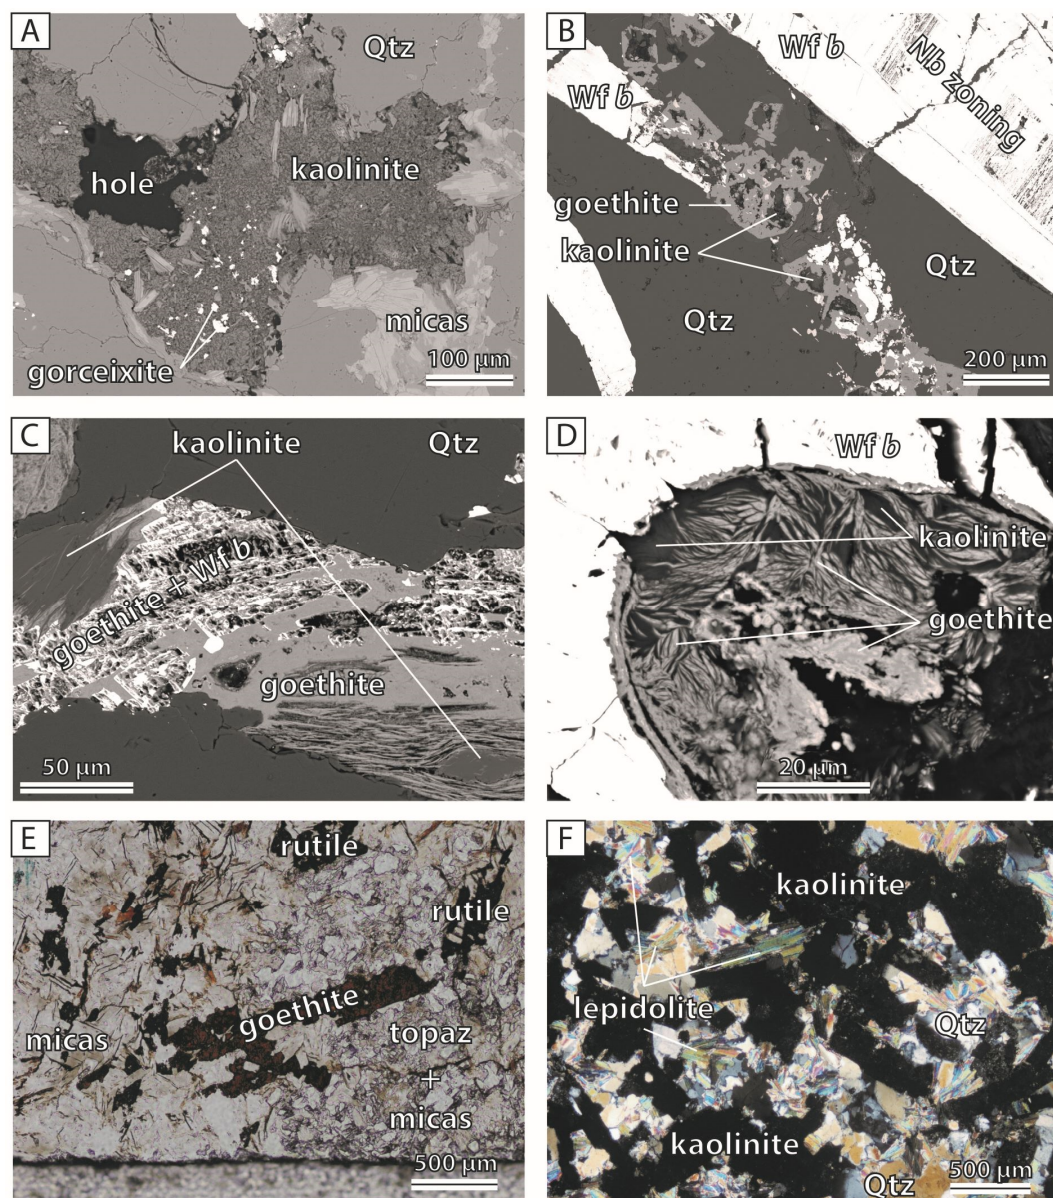 A
Qtz
hole
kaolinite
micas
gorceixite
100 µm
B
Wf b
Wf b
Nb zoning
goethite
kaolinite
Qtz
Qtz
200 µm
C
kaolinite
Qtz
goethite + Wf b
goethite
50 µm
D
Wf b
kaolinite
goethite
20 µm
E
rutile
rutile
goethite
micas
topaz
+
micas
500 µm
F
kaolinite
lepidolite
Qtz
kaolinite
Qtz
500 µm